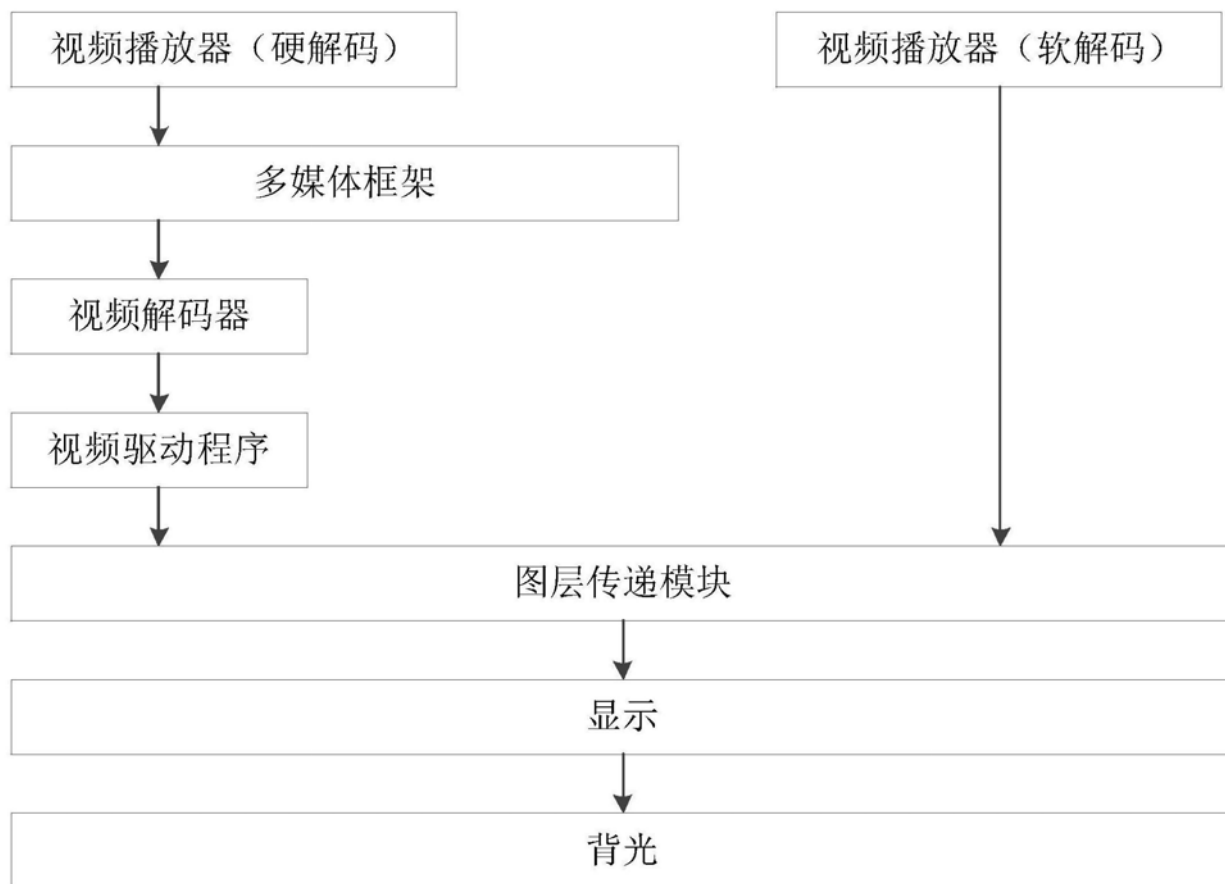 视频播放器（硬解码）
视频播放器（软解码）
多媒体框架
视频解码器
视频驱动程序
图层传递模块
显示
背光